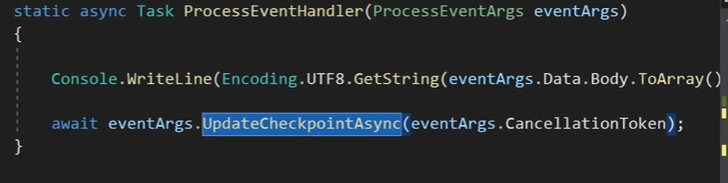 static async Task ProcessEventHandler(ProcessEventArgs eventArgs)
{
Console.WriteLine(Encoding.UTF8.GetString(eventArgs.Data.Body.ToArray()
await eventArgs.UpdateCheckpointAsync(eventArgs.CancellationToken);
}